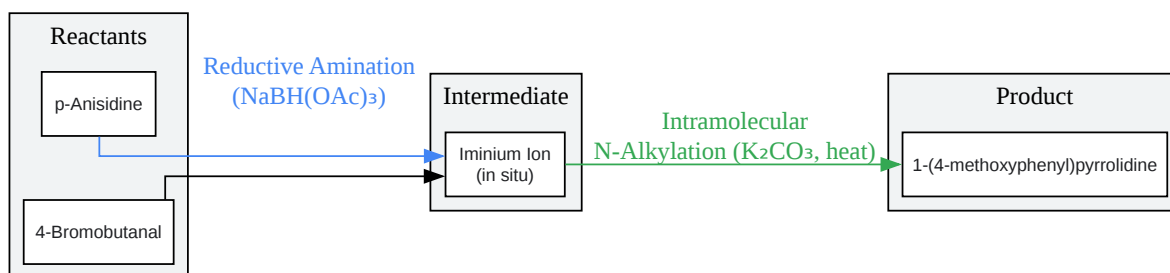 Reactants
p-Anisidine
4-Bromobutanal
Reductive Amination
(NaBH(OAc)₃)
Intermediate
Iminium Ion
(in situ)
Intramolecular
N-Alkylation (K₂CO₃, heat)
Product
1-(4-methoxyphenyl)pyrrolidine